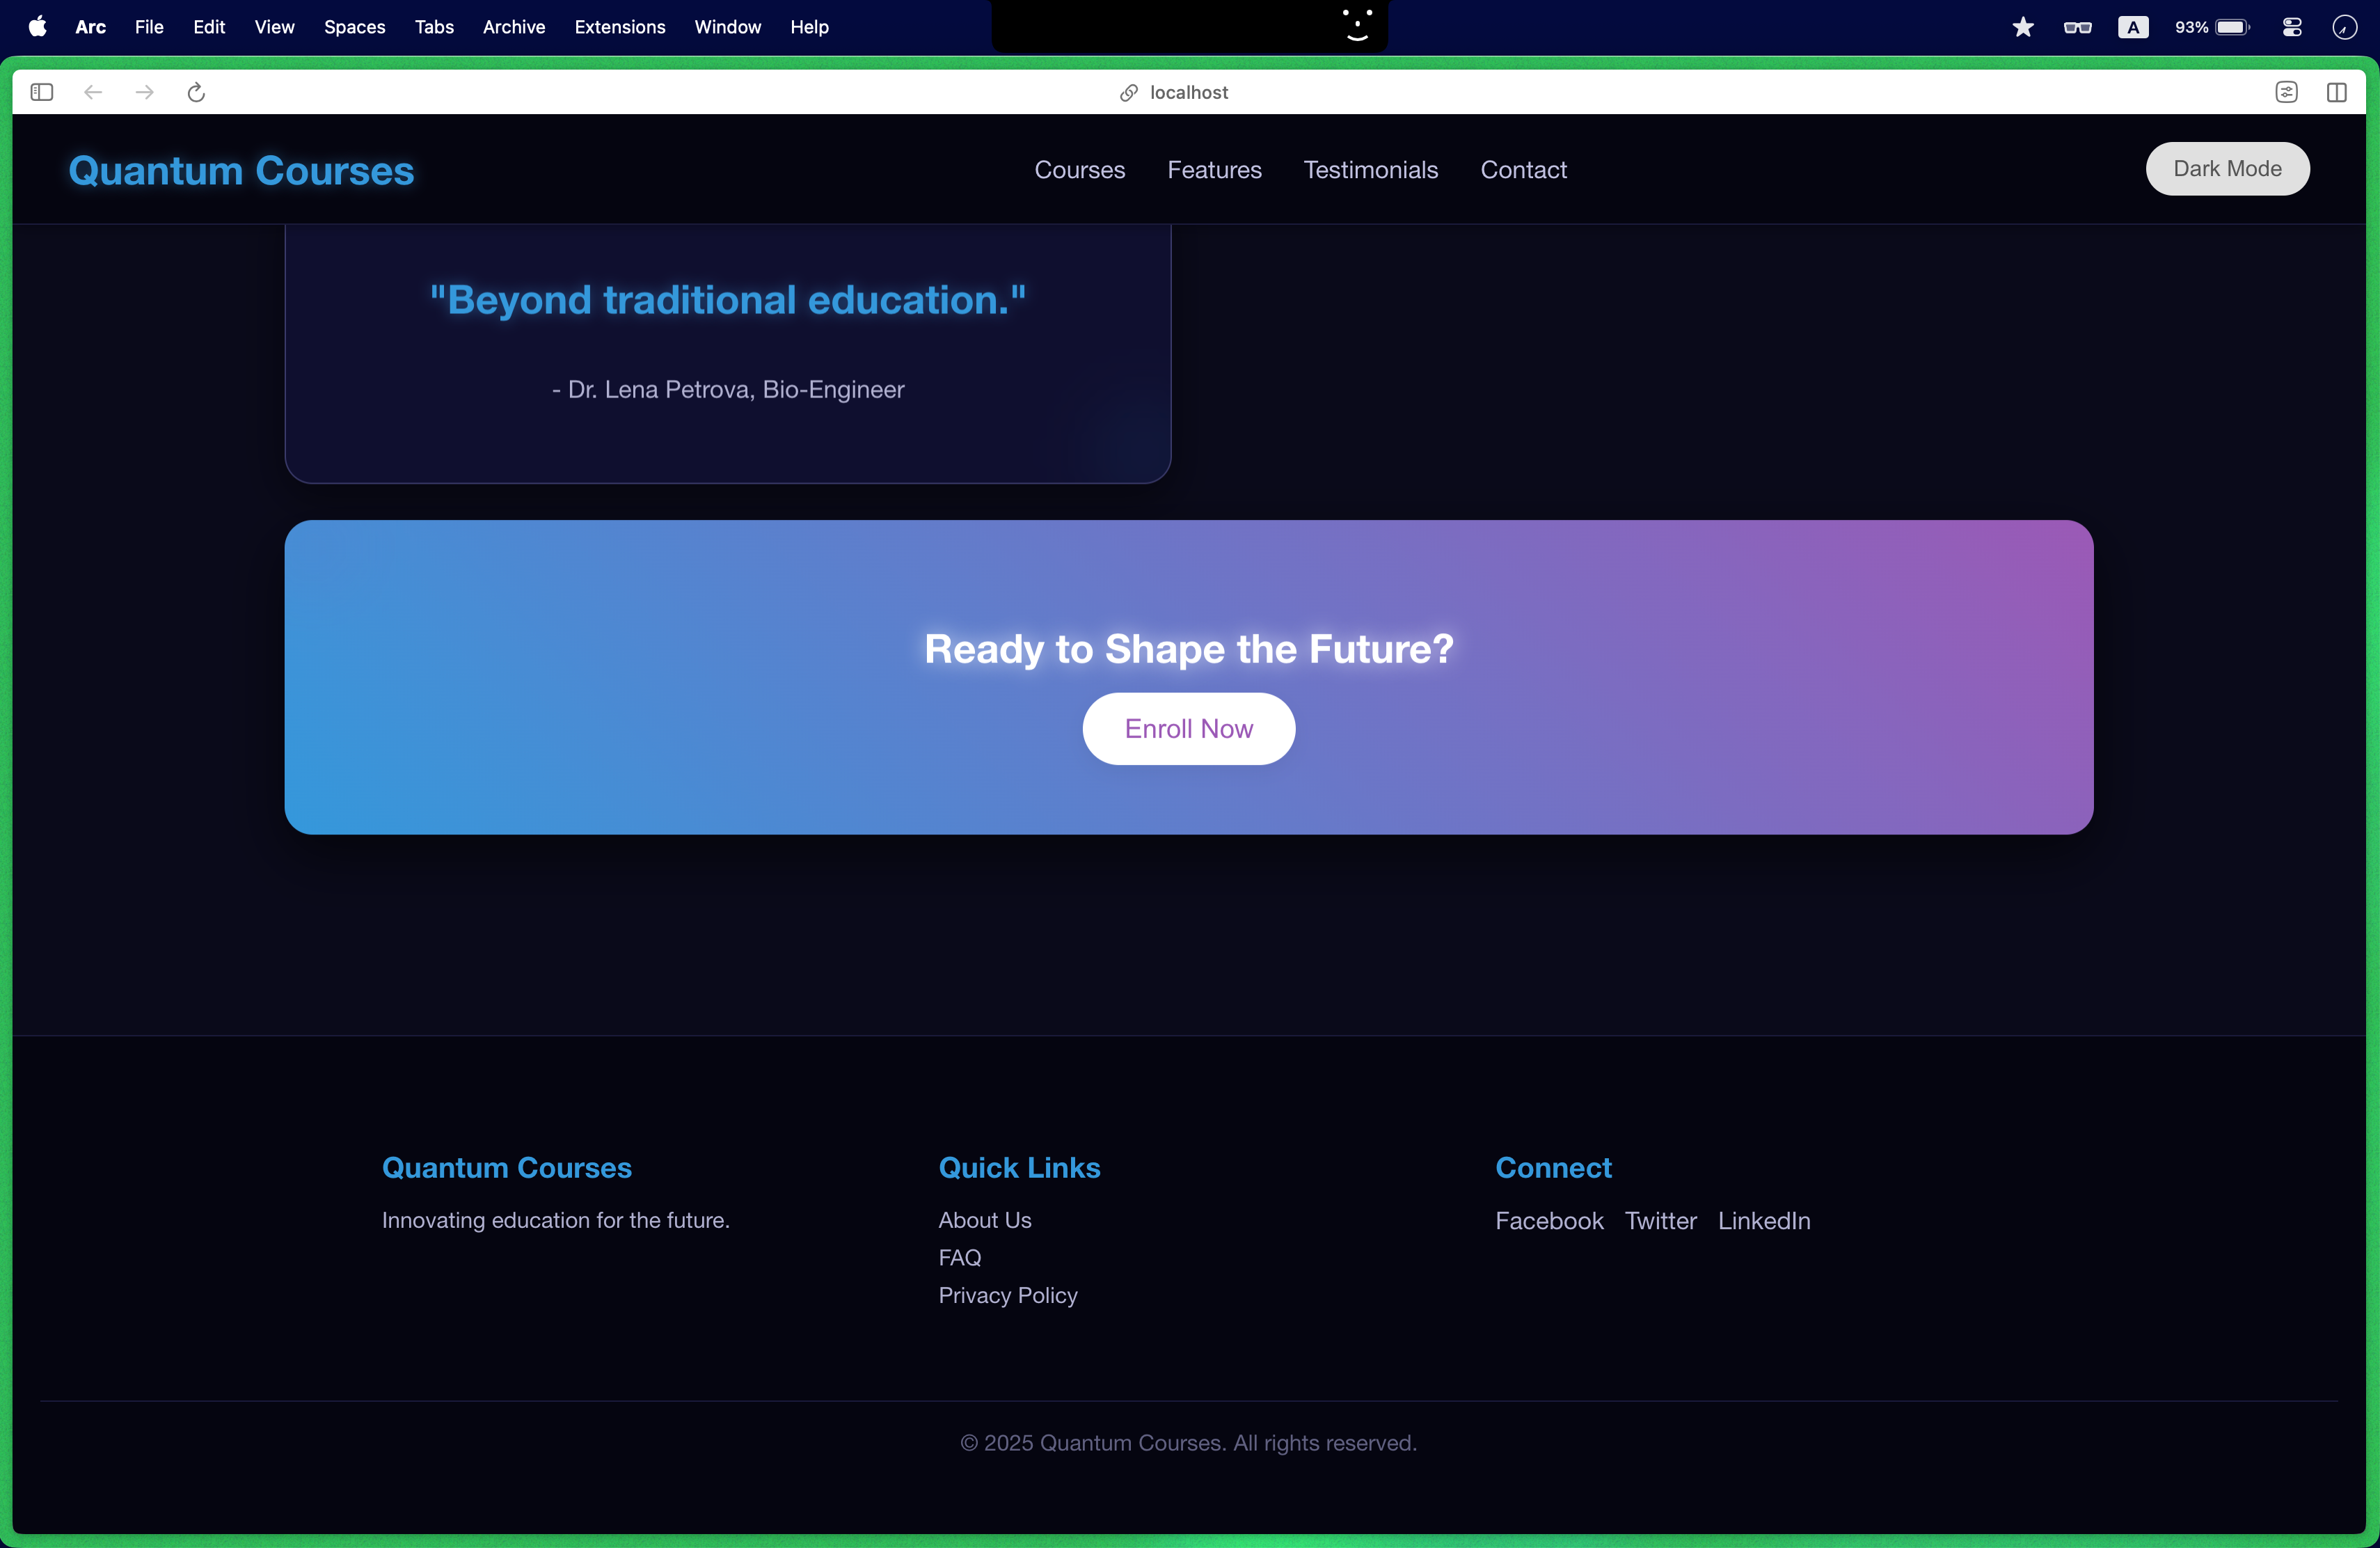 Arc File Edit View Spaces Tabs Archive Extensions Window Help A 93%
localhost
Quantum Courses Courses Features Testimonials Contact Dark Mode
"Beyond traditional education."
- Dr. Lena Petrova, Bio-Engineer
Ready to Shape the Future?
Enroll Now
Quantum Courses
Innovating education for the future.
Quick Links
About Us
FAQ
Privacy Policy
Connect
Facebook Twitter LinkedIn
© 2025 Quantum Courses. All rights reserved.